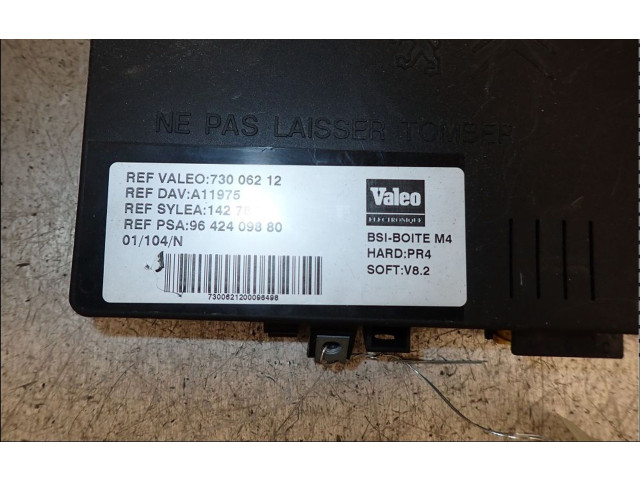 NE PAS LAISSER TOMBER
REF VALEO:730 062 12
REF DAV:A11975
REF SYLEA:142
REF PSA:96 424 098 80
01/104/N
7300621200096498
Valeo
ELECTRONIQUE
BSI-BOITE M4
HARD:PR4
SOFT:V8.2